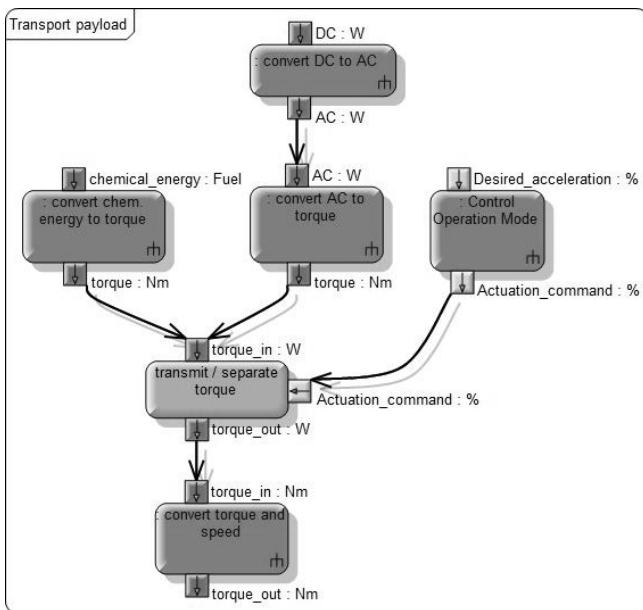 Transport payload
DC : W
: convert DC to AC
AC : W
AC : W
: convert AC to
torque
torque : Nm
chemical_energy : Fuel
: convert chem.
energy to torque
torque : Nm
Desired_acceleration : %
: Control
Operation Mode
Actuation_command : %
torque_in : W
transmit / separate
torque
Actuation_command : %
torque_out : W
torque_in : Nm
: convert torque and
speed
torque_out : Nm